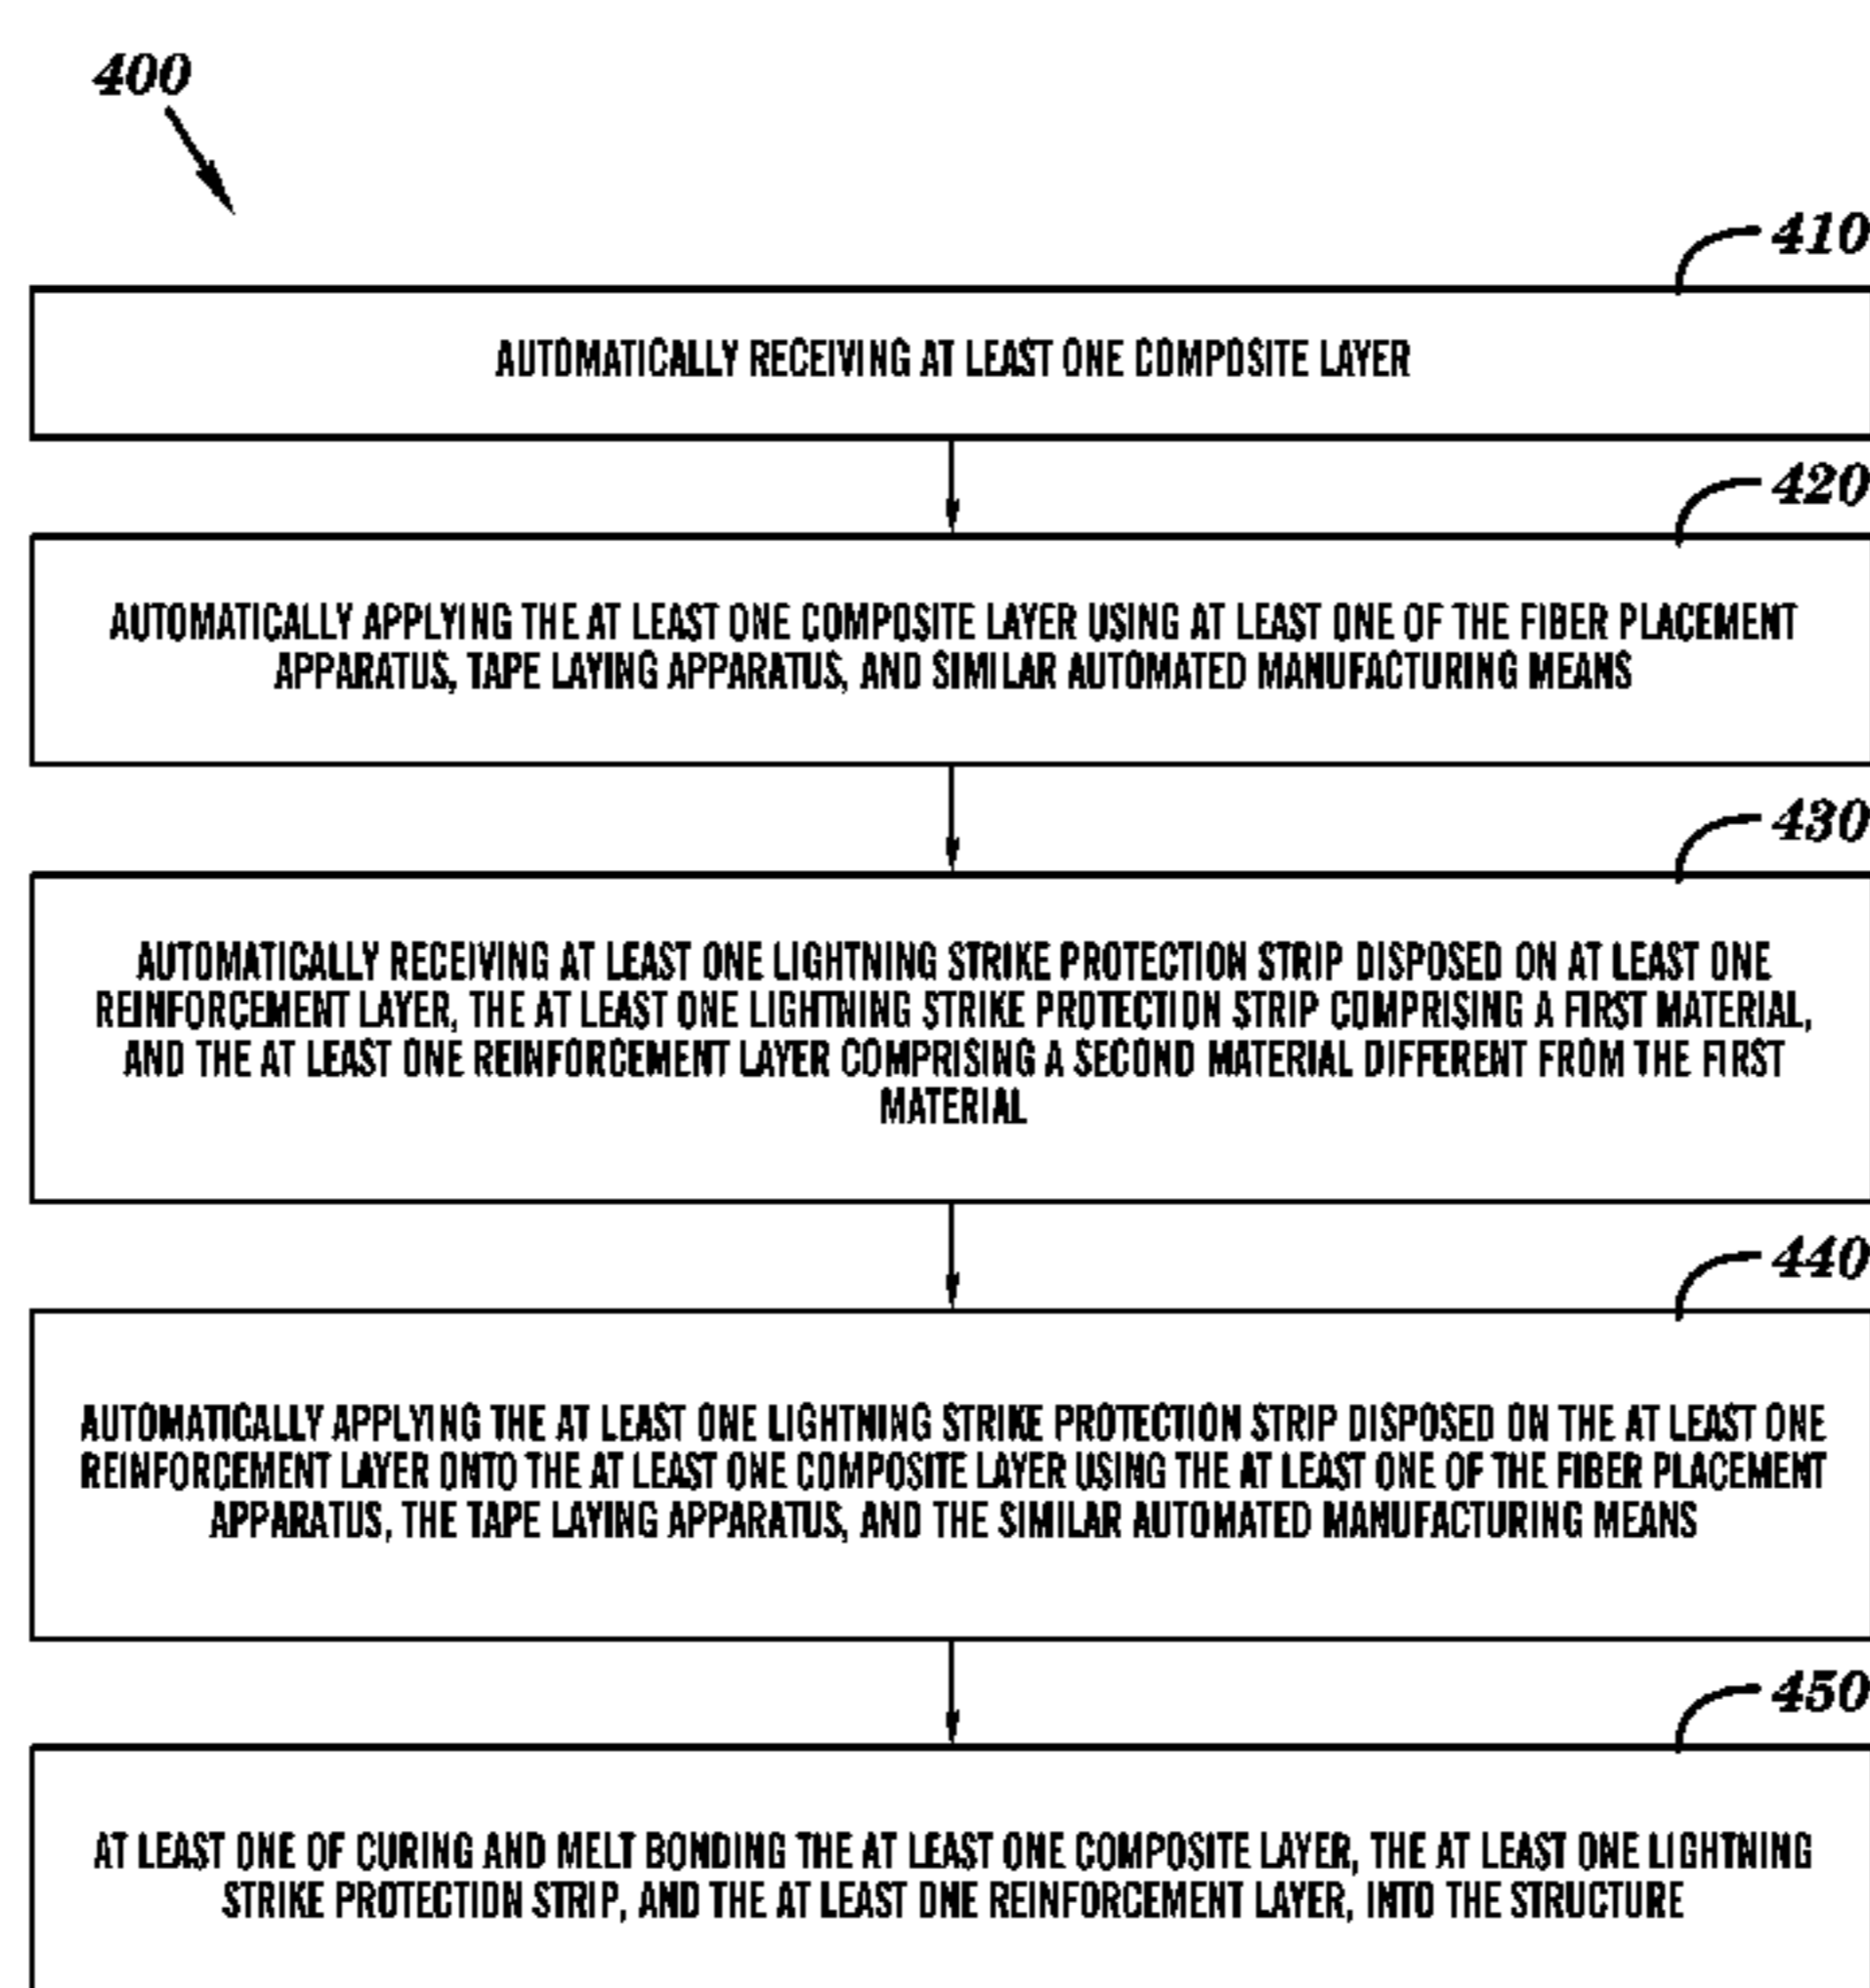 400
410
AUTOMATICALLY RECEIVING AT LEAST ONE COMPOSITE LAYER
420
AUTOMATICALLY APPLYING THE AT LEAST ONE COMPOSITE LAYER USING AT LEAST ONE OF THE FIBER PLACEMENT
APPARATUS, TAPE LAYING APPARATUS, AND SIMILAR AUTOMATED MANUFACTURING MEANS
430
AUTOMATICALLY RECEIVING AT LEAST ONE LIGHTNING STRIKE PROTECTION STRIP DISPOSED ON AT LEAST ONE
REINFORCEMENT LAYER, THE AT LEAST ONE LIGHTNING STRIKE PROTECTION STRIP COMPRISING A FIRST MATERIAL,
AND THE AT LEAST ONE REINFORCEMENT LAYER COMPRISING A SECOND MATERIAL DIFFERENT FROM THE FIRST
MATERIAL
440
AUTOMATICALLY APPLYING THE AT LEAST ONE LIGHTNING STRIKE PROTECTION STRIP DISPOSED ON THE AT LEAST ONE
REINFORCEMENT LAYER ONTO THE AT LEAST ONE COMPOSITE LAYER USING THE AT LEAST ONE OF THE FIBER PLACEMENT
APPARATUS, THE TAPE LAYING APPARATUS, AND THE SIMILAR AUTOMATED MANUFACTURING MEANS
450
AT LEAST ONE OF CURING AND MELT BONDING THE AT LEAST ONE COMPOSITE LAYER, THE AT LEAST ONE LIGHTNING
STRIKE PROTECTION STRIP, AND THE AT LEAST ONE REINFORCEMENT LAYER, INTO THE STRUCTURE